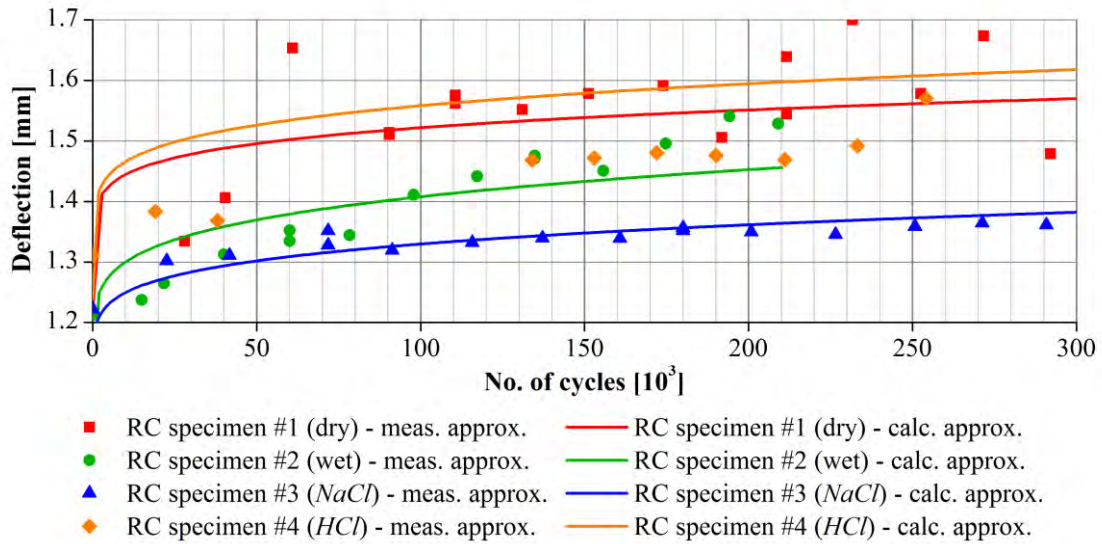 1.7
1.6
1.5
1.4
1.3
1.2
Deflection [mm]
0 50 100 150 200 250 300
No. of cycles [10³]
RC specimen #1 (dry) - meas. approx. RC specimen #1 (dry) - calc. approx.
RC specimen #2 (wet) - meas. approx. RC specimen #2 (wet) - calc. approx.
RC specimen #3 (NaCl) - meas. approx. RC specimen #3 (NaCl) - calc. approx.
RC specimen #4 (HCl) - meas. approx. RC specimen #4 (HCl) - calc. approx.